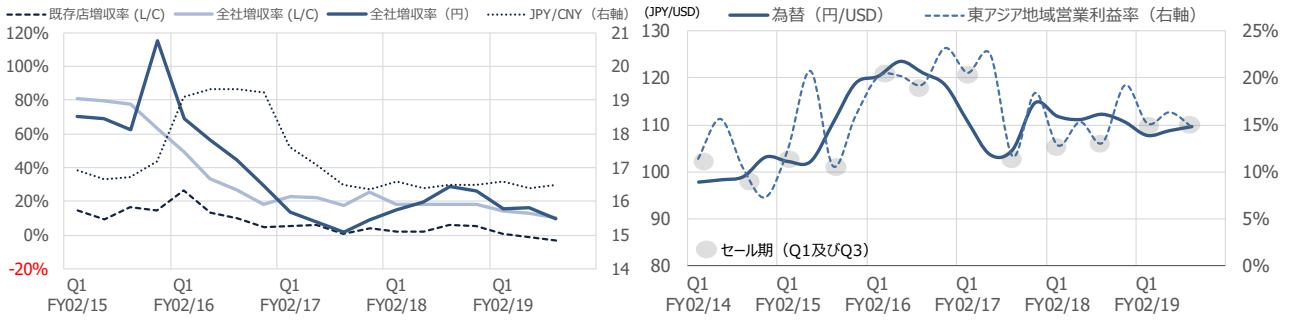 既存店増収率 (L/C) 全社増収率 (L/C) 全社増収率（円） JPY/CNY（右軸）
120% 21
100% 20
80% 19
60% 18
40% 17
20% 16
0% 15
-20% 14
Q1 Q1 Q1 Q1 Q1
FY02/15 FY02/16 FY02/17 FY02/18 FY02/19
(JPY/USD) 為替（円/USD） 東アジア地域営業利益率（右軸）
130 25%
120 20%
110 15%
100 10%
90 5%
セール期（Q1及びQ3）
80 0%
Q1 Q1 Q1 Q1 Q1 Q1
FY02/14 FY02/15 FY02/16 FY02/17 FY02/18 FY02/19